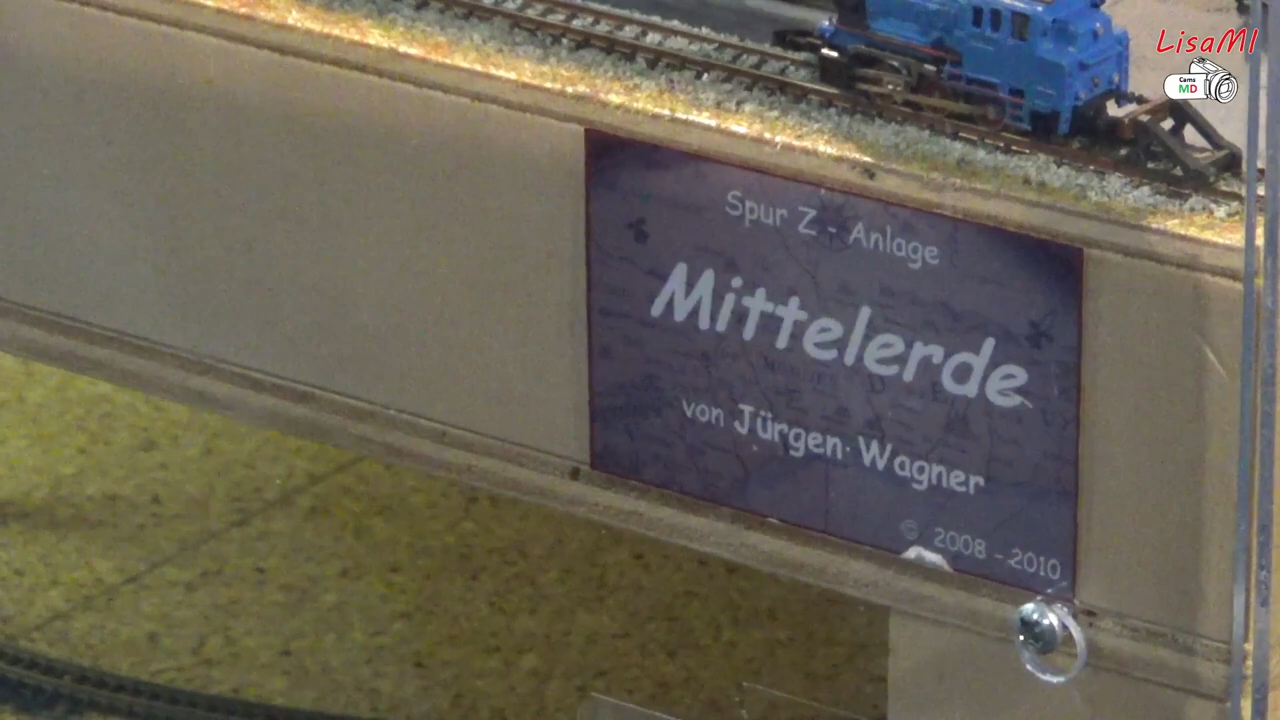 LisaMI
Cams
MD
Spur Z - Anlage
Mittelerde
von Jürgen Wagner
© 2008 - 2010